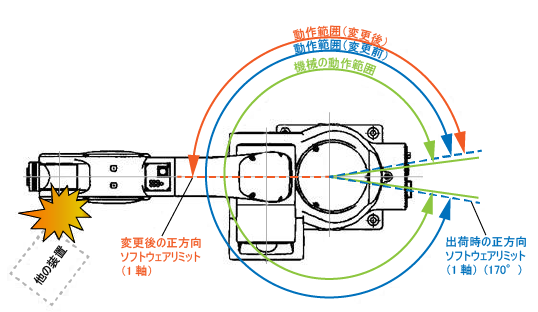 動作範囲（変更後）
動作範囲（変更前）
機械の動作範囲
変更後の正方向
ソフトウェアリミット
（1 軸）
出荷時の正方向
ソフトウェアリミット
（1 軸）（170°）
他の装置